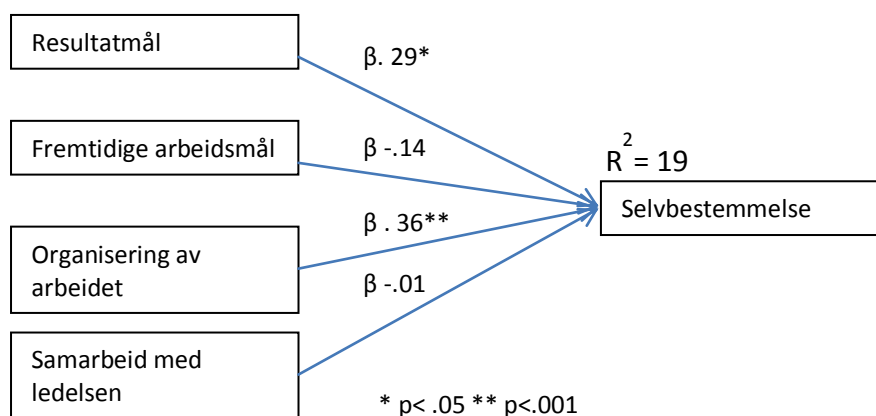 Resultatmål
β. 29*
Fremtidige arbeidsmål
β -.14
R² = 19
Selvbestemmelse
β . 36**
Organisering av
arbeidet
β -.01
Samarbeid med
ledelsen
* p< .05 ** p<.001